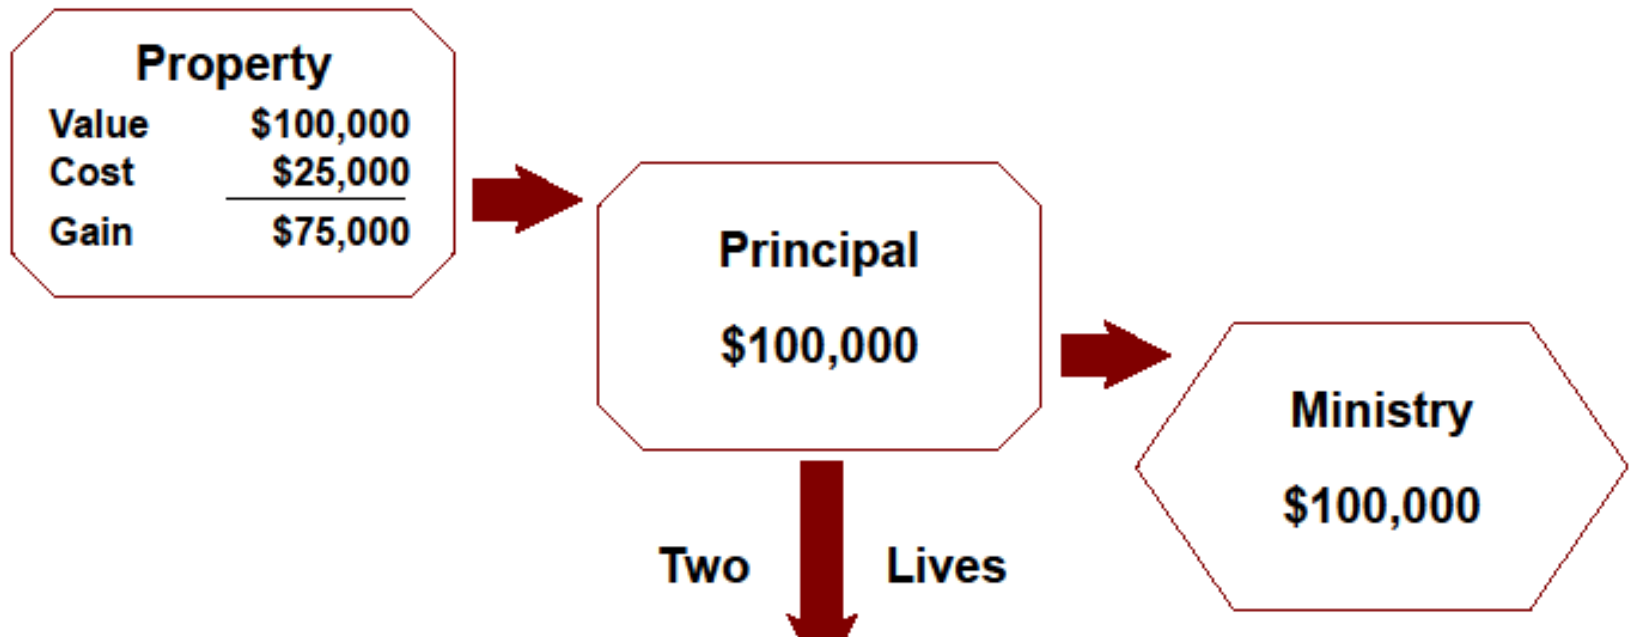 Property
Value $100,000
Cost $25,000
Gain $75,000
Principal
$100,000
Ministry
$100,000
Two Lives